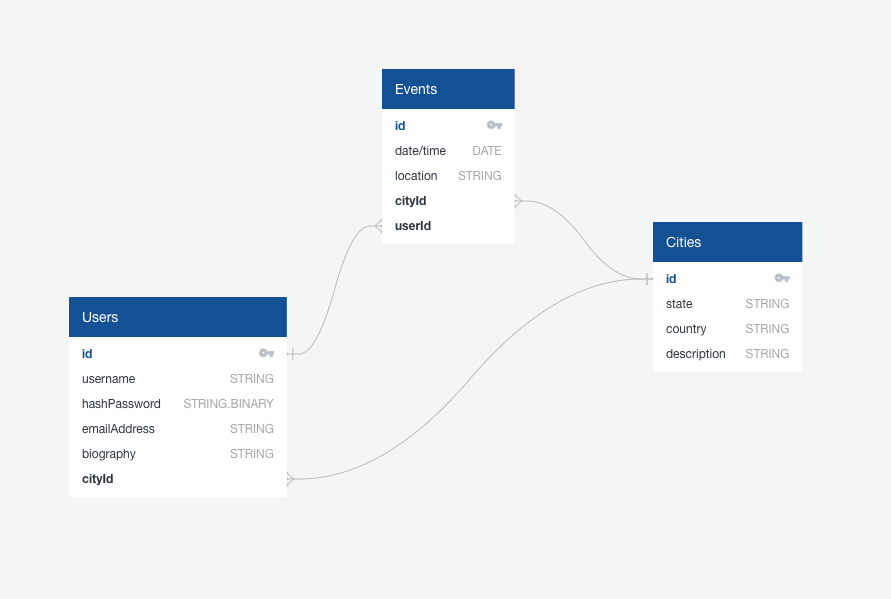 Events
id
date/time DATE
location STRING
cityId
userId
Cities
id
state STRING
country STRING
description STRING
Users
id
username STRING
hashPassword STRING.BINARY
emailAddress STRING
biography STRING
cityId